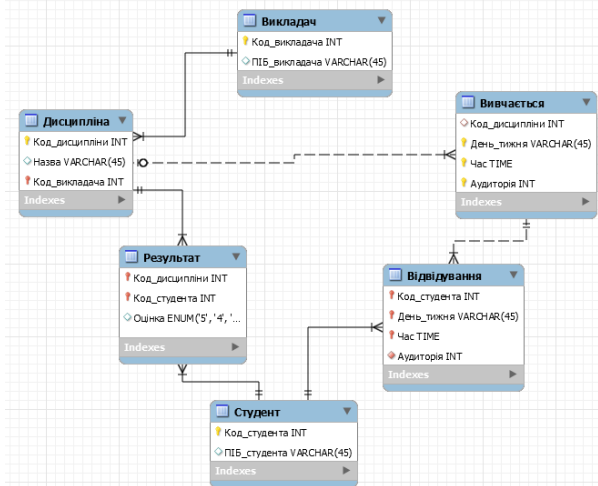 Викладач
Код_викладача INT
ПІБ_викладача VARCHAR(45)
Indexes
Дисципліна
Код_дисципліни INT
Назва VARCHAR(45)
Код_викладача INT
Indexes
Вивчається
Код_дисципліни INT
День_тижня VARCHAR(45)
Час TIME
Аудиторія INT
Indexes
Результат
Код_дисципліни INT
Код_студента INT
Оцінка ENUM('5', '4', '...
Indexes
Відвідування
Код_студента INT
День_тижня VARCHAR(45)
Час TIME
Аудиторія INT
Indexes
Студент
Код_студента INT
ПІБ_студента VARCHAR(45)
Indexes